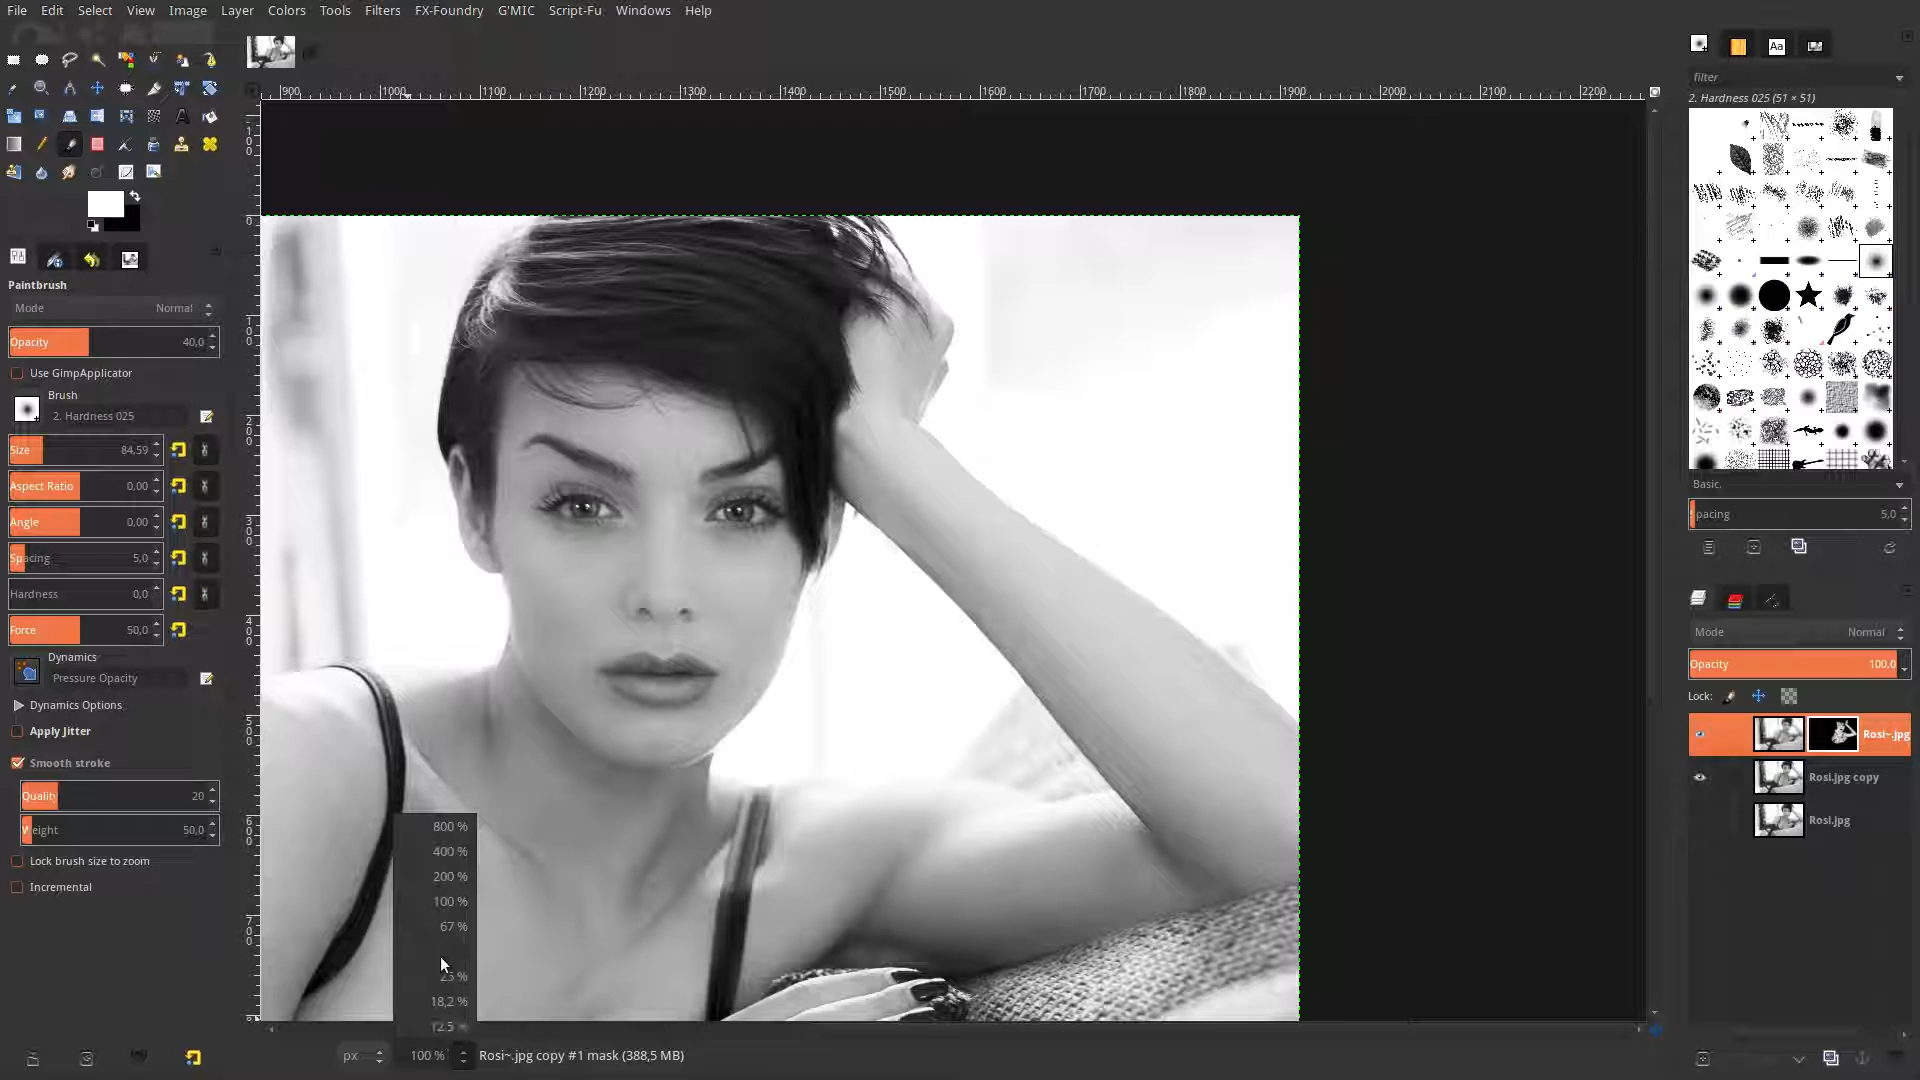 File Edit Select View Image Layer Colors Tools Filters FX-Foundry G'MIC Script-Fu Windows Help
900 1000 1100 1200 1300 1400 1500 1600 1700 1800 1900 2000 2100 2200
Paintbrush
Mode Normal
Opacity 40,0
Use GimpApplicator
Brush
2. Hardness 025
Size 84,59
Aspect Ratio 0,00
Angle 0,00
Spacing 5,0
Hardness 0,0
Force 50,0
Dynamics
Pressure Opacity
Dynamics Options
Apply Jitter
Smooth stroke
Quality 20
Weight 50,0
Lock brush size to zoom
Incremental
800 %
400 %
200 %
100 %
67 %
25 %
18,2 %
12,5
px 100 % Rosi~.jpg copy #1 mask (388,5 MB)
Aa
filter
2. Hardness 025 (51 × 51)
Basic.
pacing 5,0
Mode Normal
Opacity 100,0
Lock:
Rosi~.jpg
Rosi.jpg copy
Rosi.jpg